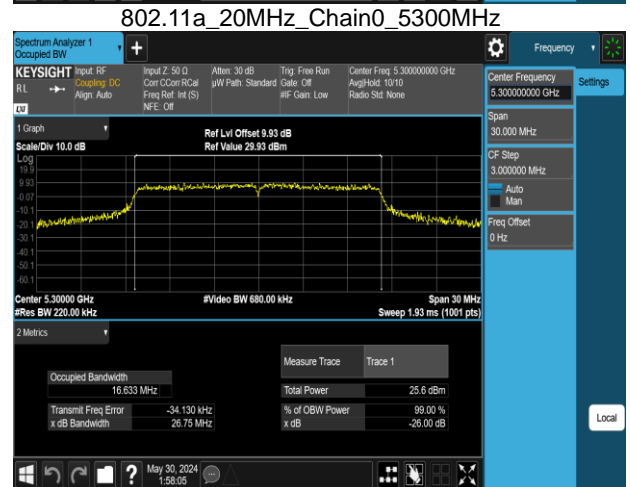 802.11a_20MHz_Chain0_5300MHz
Spectrum Analyzer 1
Occupied BW
Frequency
KEYSIGHT
RL
LXI
Input: RF
Coupling: DC
Align: Auto
Input Z: 50 Ω
Corr CCorr RCal
Freq Ref: Int (S)
NFE: Off
Atten: 30 dB
µW Path: Standard
Trig: Free Run
Gate: Off
#IF Gain: Low
Center Freq: 5.300000000 GHz
Avg|Hold: 10/10
Radio Std: None
Center Frequency
5.300000000 GHz
Settings
Span
30.000 MHz
CF Step
3.000000 MHz
Auto
Man
Freq Offset
0 Hz
1 Graph
Scale/Div 10.0 dB
Ref Lvl Offset 9.93 dB
Ref Value 29.93 dBm
Log
19.9
9.93
-0.07
-10.1
-20.1
-30.1
-40.1
-50.1
-60.1
Center 5.30000 GHz
#Res BW 220.00 kHz
#Video BW 680.00 kHz
Span 30 MHz
Sweep 1.93 ms (1001 pts)
2 Metrics
Measure Trace
Trace 1
Occupied Bandwidth
16.633 MHz
Total Power
25.6 dBm
Transmit Freq Error
-34.130 kHz
% of OBW Power
99.00 %
x dB Bandwidth
26.75 MHz
x dB
-26.00 dB
Local
?
May 30, 2024
1:58:05